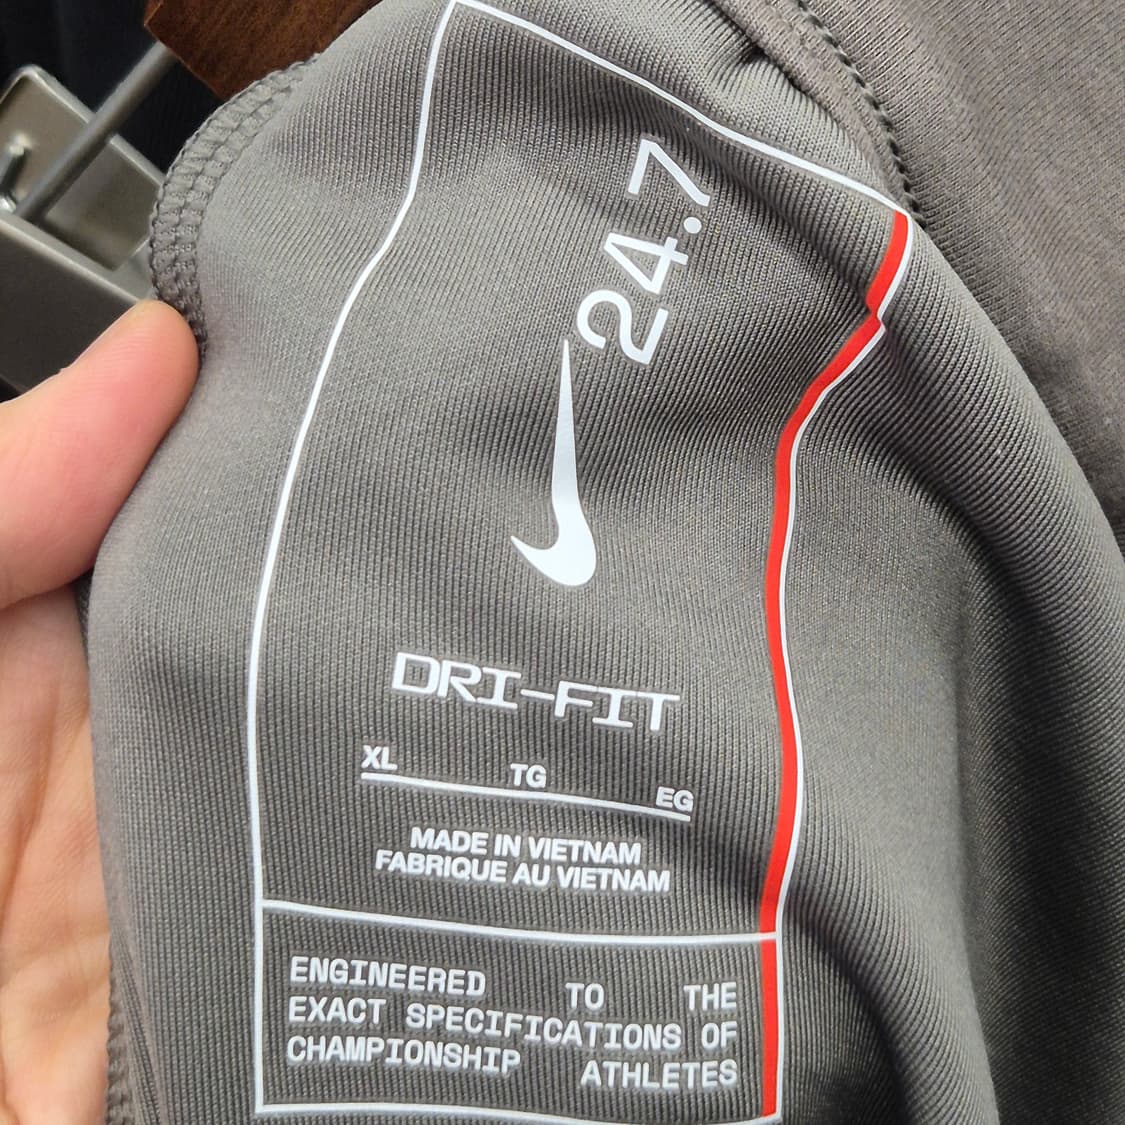 24.7
DRI-FIT
XL TG EG
MADE IN VIETNAM
FABRIQUE AU VIETNAM
ENGINEERED TO THE
EXACT SPECIFICATIONS OF
CHAMPIONSHIP ATHLETES